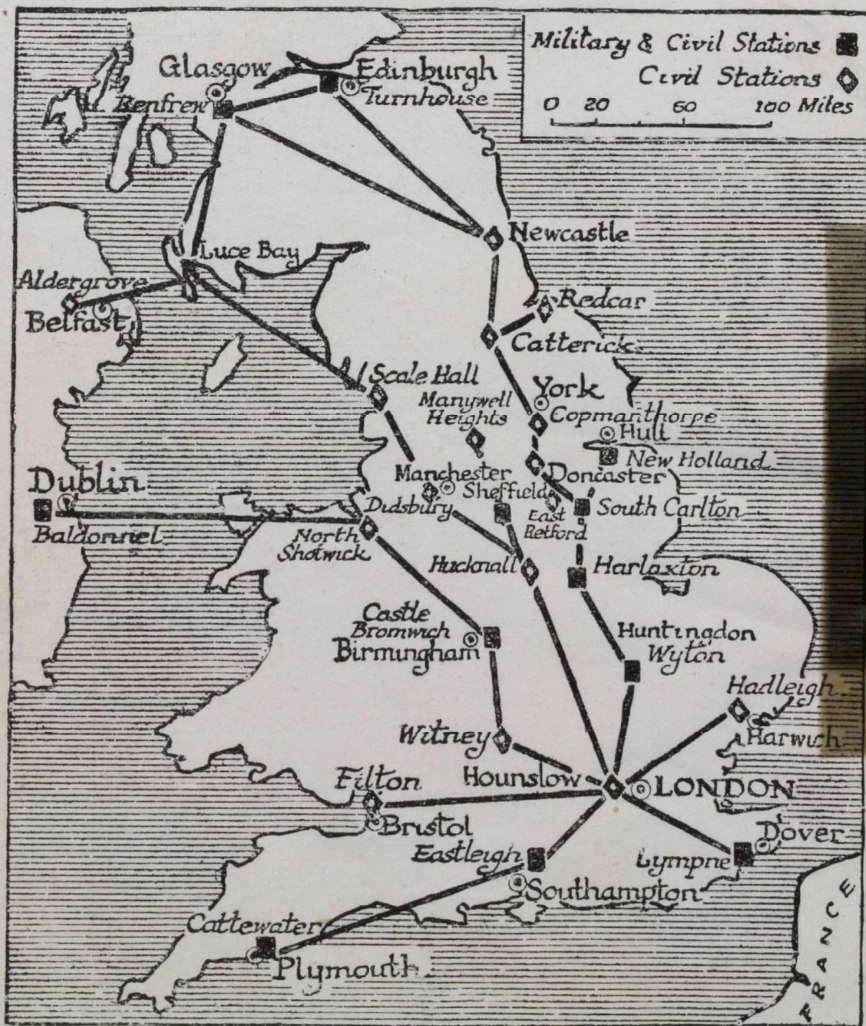 Military & Civil Stations
Civil Stations
0 20 60 100 Miles
Glasgow
Renfrew
Edinburgh
Turnhouse
Newcastle
Luce Bay
Aldergrove
Belfast
Redcar
Catterick
Scale Hall
Manywell
Heights
York
Copmanthorpe
Hull
New Holland
Doncaster
Manchester
Didsbury
Sheffield
East
Retford
South Carlton
Dublin
Baldonnel
North
Shotwick
Hucknall
Harlaxton
Castle
Bromwich
Birmingham
Huntingdon
Wyton
Hadleigh
Harwich
Witney
Hounslow
LONDON
Filton
Bristol
Eastleigh
Southampton
Lympne
Dover
Cattewater
Plymouth
FRANCE